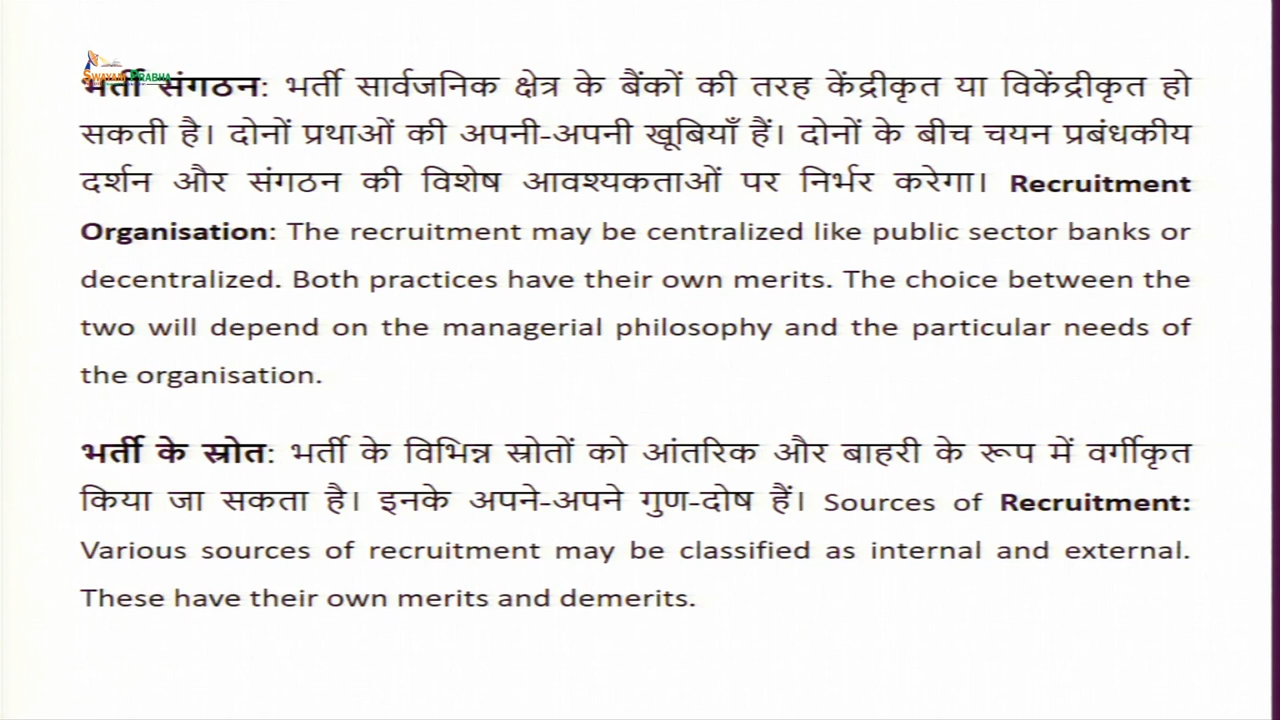 SWAYAM PRABHA
भर्ती संगठन: भर्ती सार्वजनिक क्षेत्र के बैंकों की तरह केंद्रीकृत या विकेंद्रीकृत हो
सकती है। दोनों प्रथाओं की अपनी-अपनी खूबियाँ हैं। दोनों के बीच चयन प्रबंधकीय
दर्शन और संगठन की विशेष आवश्यकताओं पर निर्भर करेगा। Recruitment
Organisation: The recruitment may be centralized like public sector banks or
decentralized. Both practices have their own merits. The choice between the
two will depend on the managerial philosophy and the particular needs of
the organisation.
भर्ती के स्रोत: भर्ती के विभिन्न स्रोतों को आंतरिक और बाहरी के रूप में वर्गीकृत
किया जा सकता है। इनके अपने-अपने गुण-दोष हैं। Sources of Recruitment:
Various sources of recruitment may be classified as internal and external.
These have their own merits and demerits.